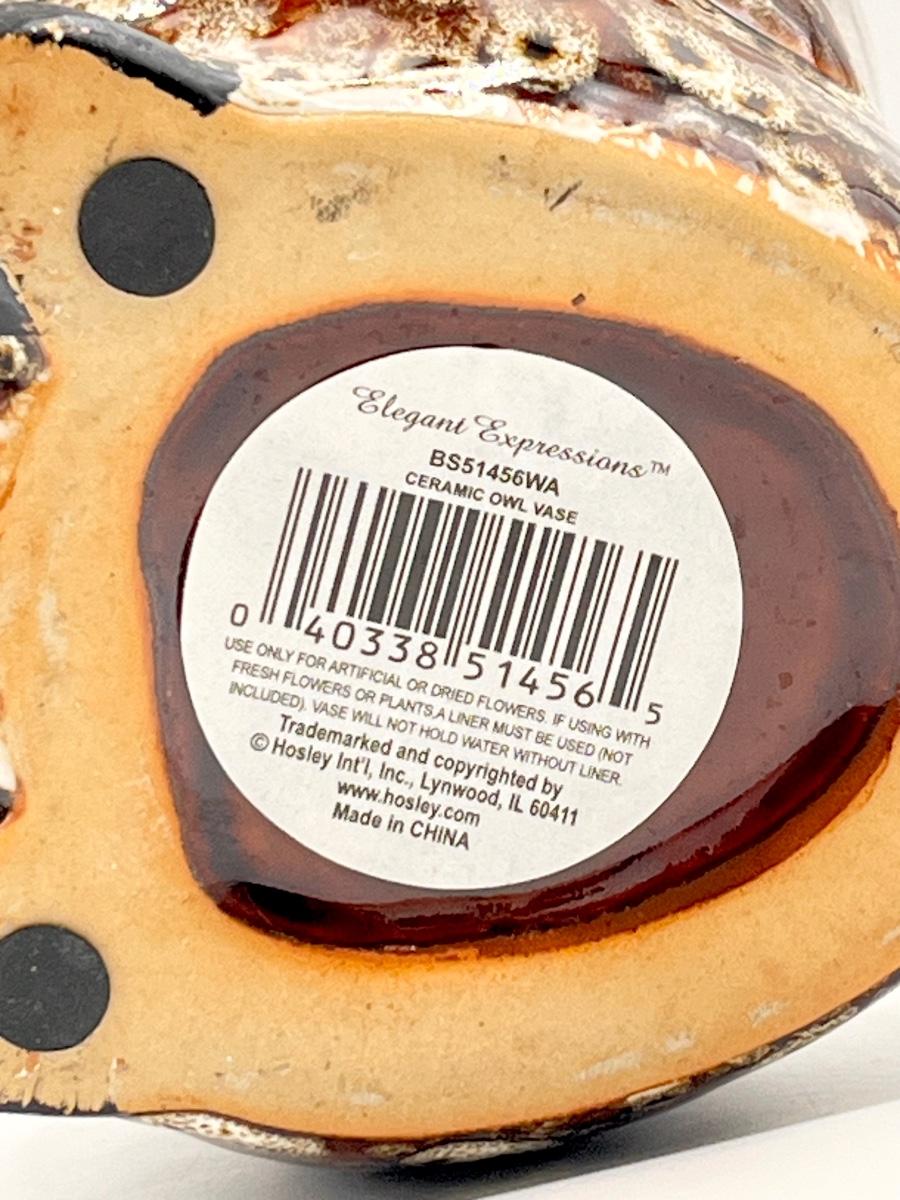 Elegant Expressions™
BS51456WA
CERAMIC OWL VASE
0 40338 51456 5
USE ONLY FOR ARTIFICIAL OR DRIED FLOWERS. IF USING WITH
FRESH FLOWERS OR PLANTS,A LINER MUST BE USED (NOT
INCLUDED). VASE WILL NOT HOLD WATER WITHOUT LINER.
Trademarked and copyrighted by
© Hosley Int'l, Inc., Lynwood, IL 60411
www.hosley.com
Made in CHINA